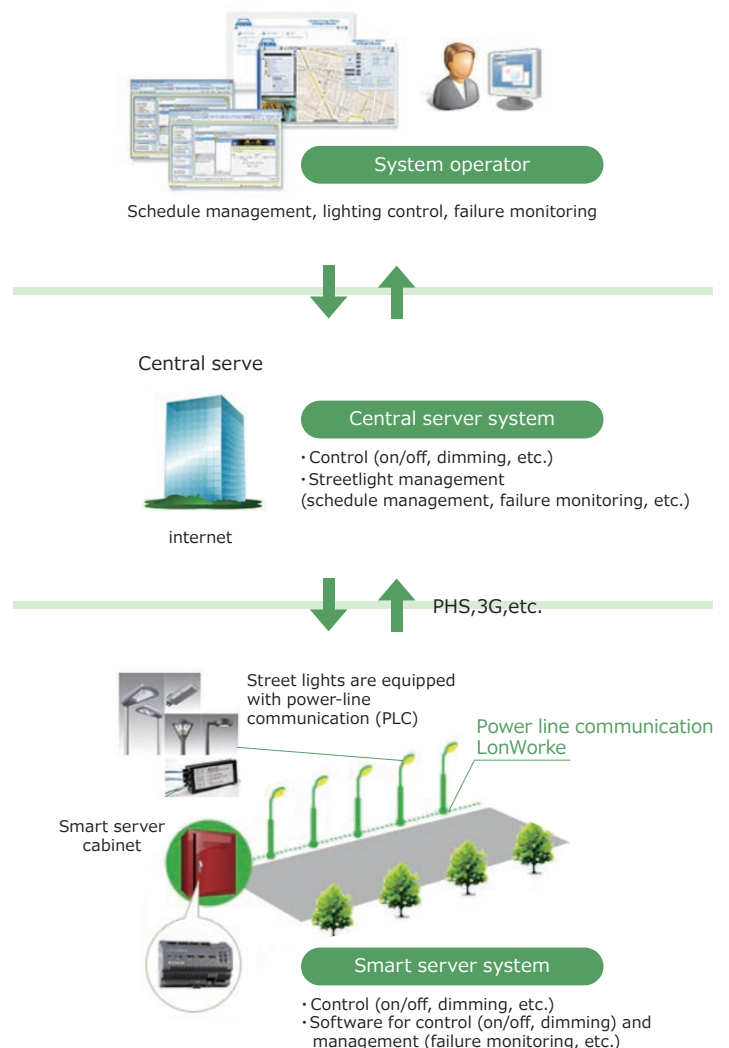 System operator
Schedule management, lighting control, failure monitoring
Central serve
Central server system
・Control (on/off, dimming, etc.)
・Streetlight management
(schedule management, failure monitoring, etc.)
internet
PHS,3G,etc.
Street lights are equipped
with power-line
communication (PLC)
Power line communication
LonWorke
Smart server
cabinet
Smart server system
・Control (on/off, dimming, etc.)
・Software for control (on/off, dimming) and
management (failure monitoring, etc.)